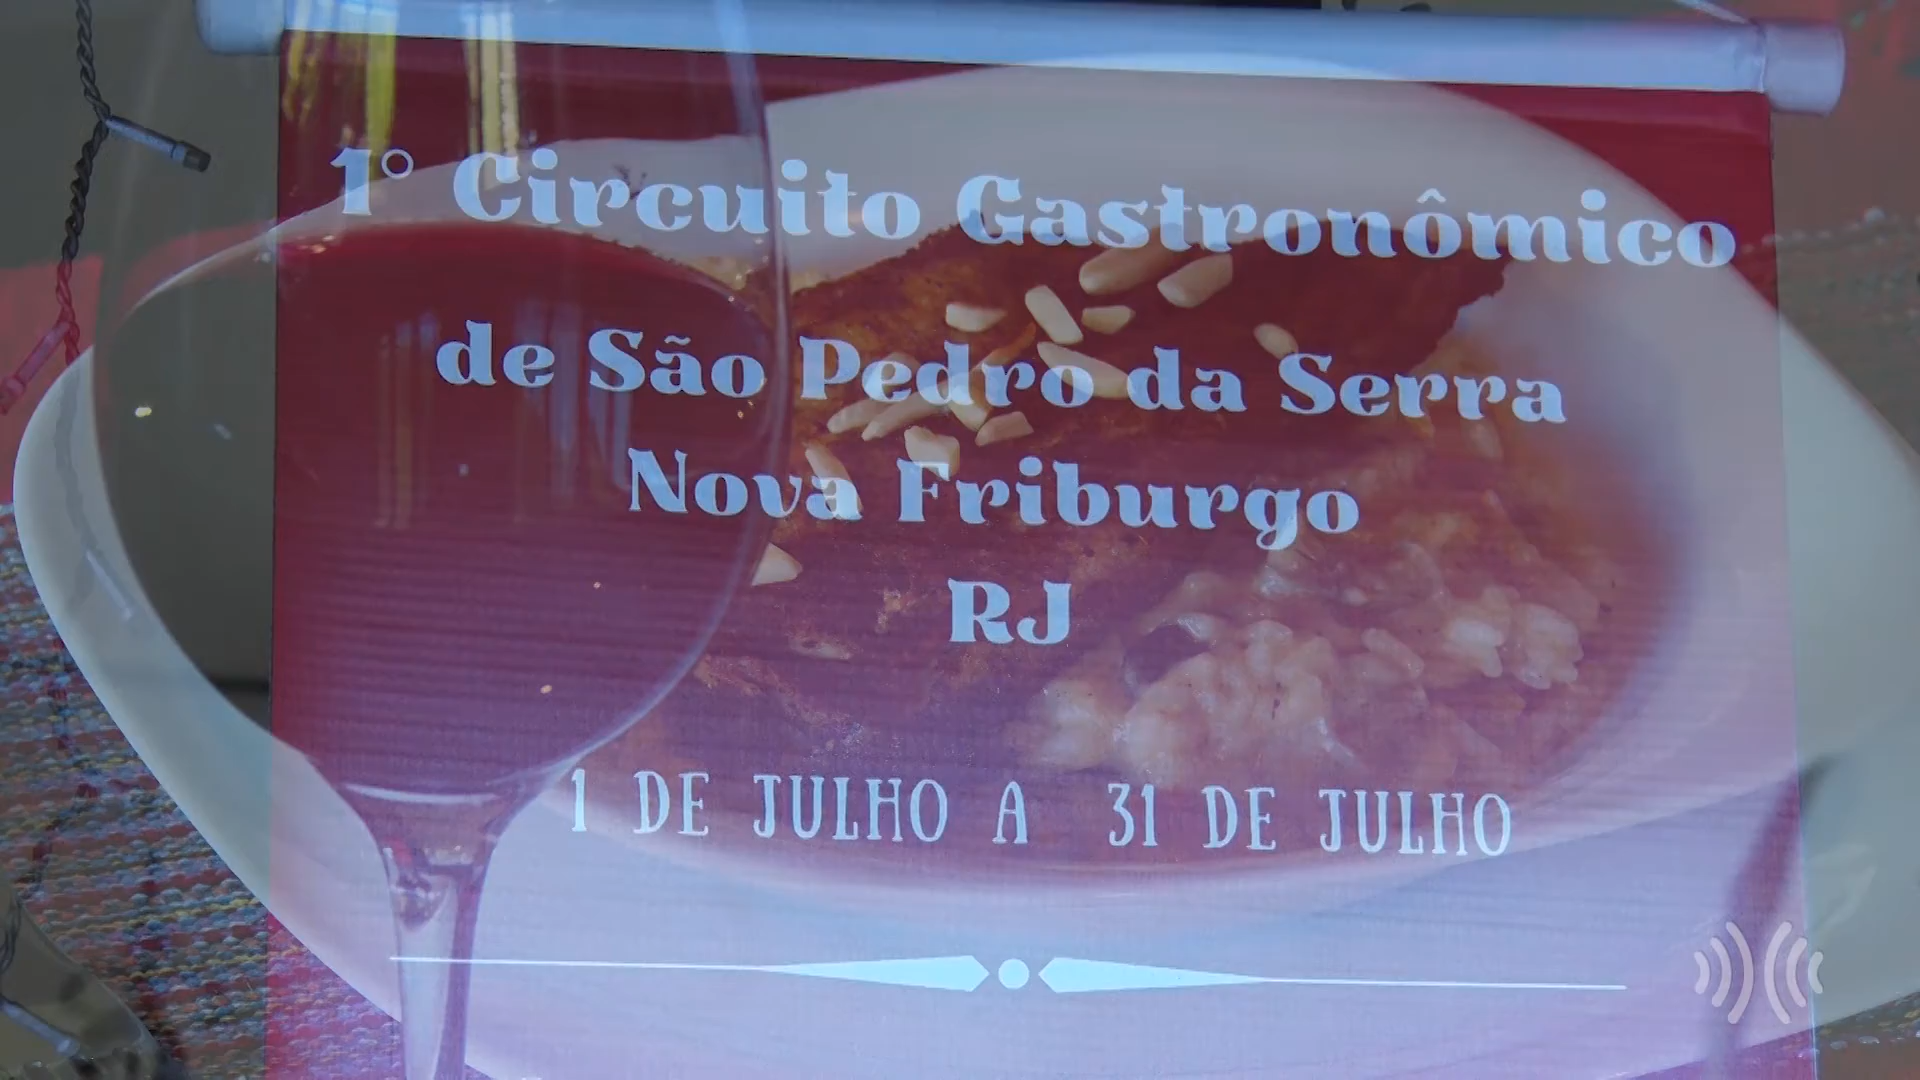 1° Circuito Gastronômico
de São Pedro da Serra
Nova Friburgo
RJ
1 DE JULHO A 31 DE JULHO